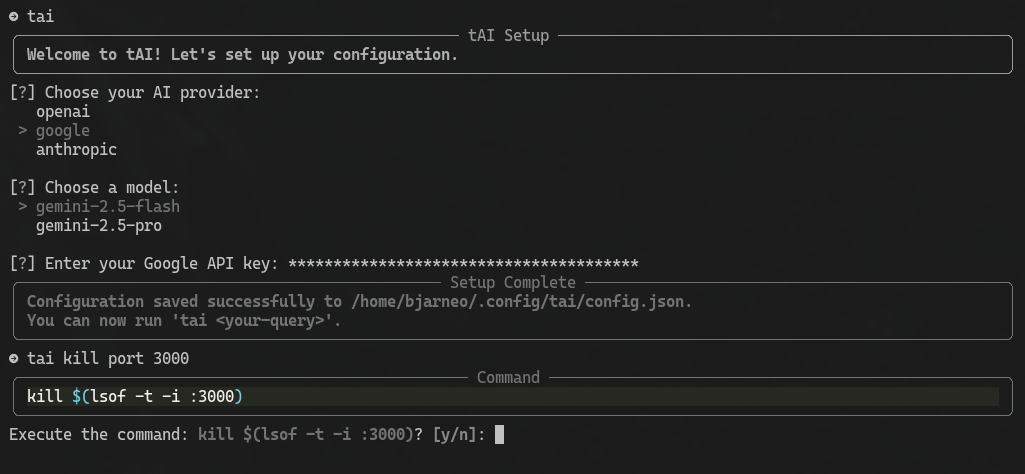 tai
tAI Setup
Welcome to tAI! Let's set up your configuration.
[?] Choose your AI provider:
openai
> google
anthropic
[?] Choose a model:
> gemini-2.5-flash
gemini-2.5-pro
[?] Enter your Google API key: ***************************************
Setup Complete
Configuration saved successfully to /home/bjarneo/.config/tai/config.json.
You can now run 'tai <your-query>'.
tai kill port 3000
Command
kill $(lsof -t -i :3000)
Execute the command: kill $(lsof -t -i :3000)? [y/n]: